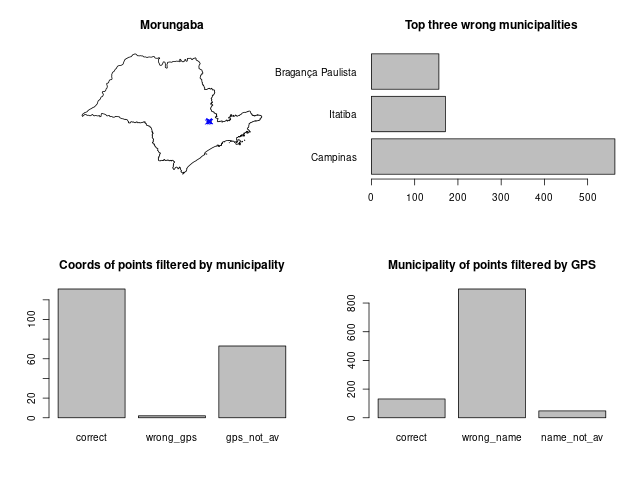 Morungaba
Top three wrong municipalities
Bragança Paulista
Itatiba
Campinas
0 100 200 300 400 500
Coords of points filtered by municipality
0 20 60 100
correct wrong_gps gps_not_av
Municipality of points filtered by GPS
0 200 400 600 800
correct wrong_name name_not_av